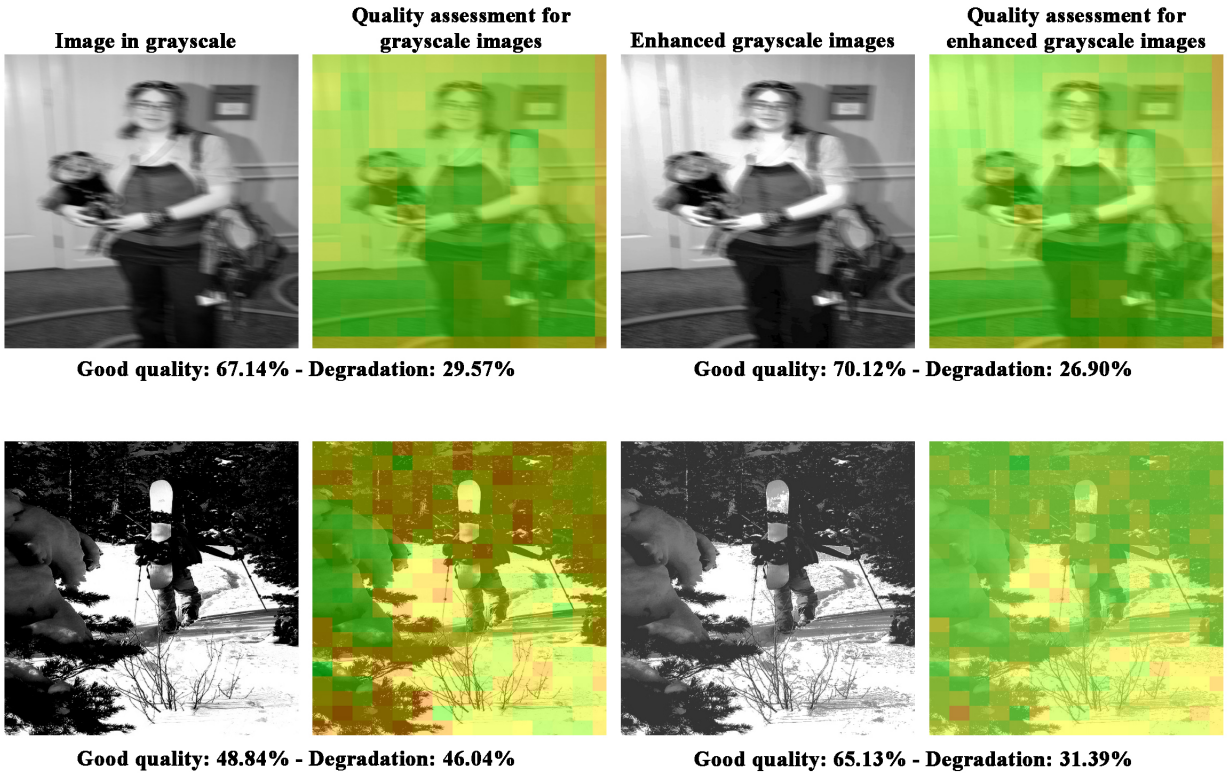 Image in grayscale
Quality assessment for
grayscale images
Enhanced grayscale images
Quality assessment for
enhanced grayscale images
Good quality: 67.14% - Degradation: 29.57%
Good quality: 70.12% - Degradation: 26.90%
Good quality: 48.84% - Degradation: 46.04%
Good quality: 65.13% - Degradation: 31.39%